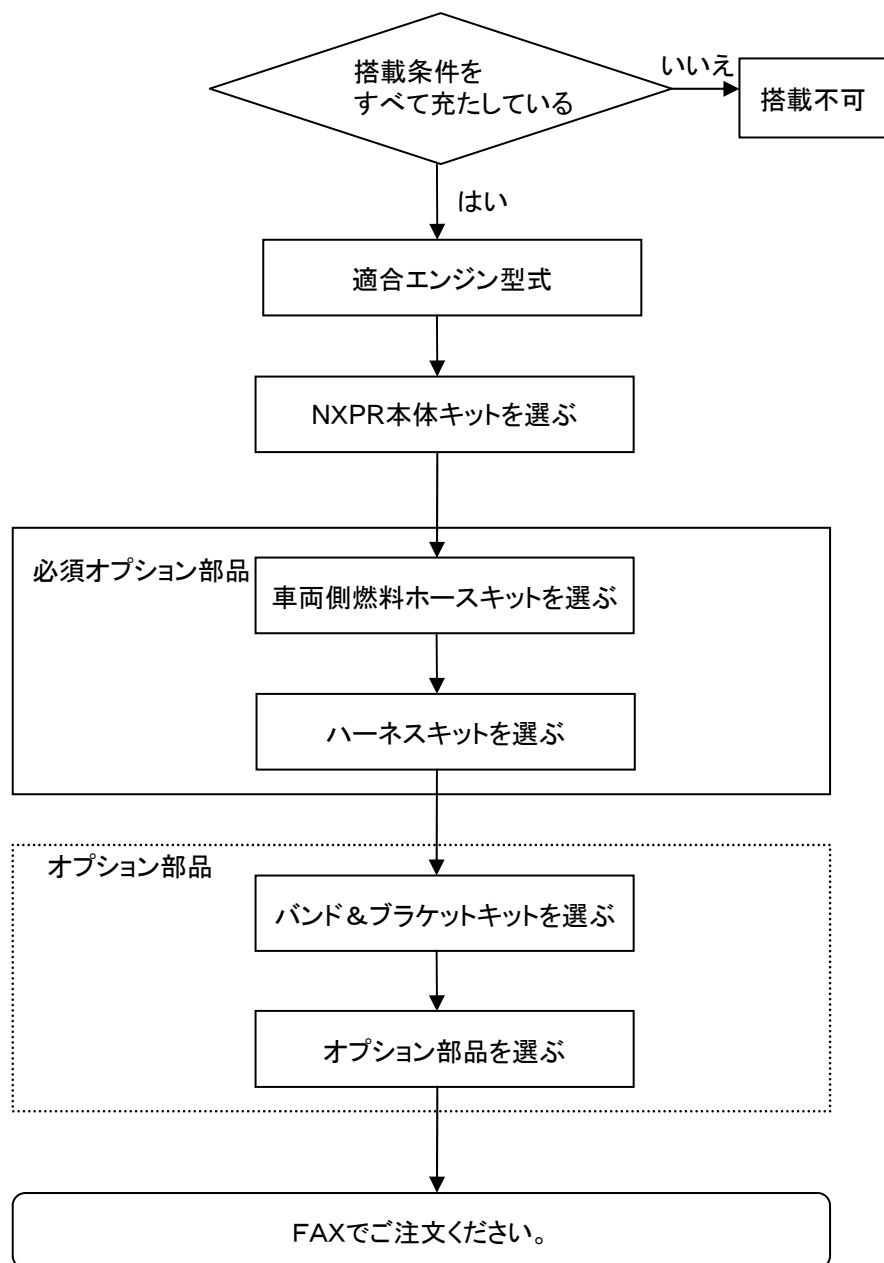 搭載条件を
すべて充たしている
いいえ
搭載不可
はい
適合エンジン型式
NXPR本体キットを選ぶ
必須オプション部品
車両側燃料ホースキットを選ぶ
ハーネスキットを選ぶ
オプション部品
バンド＆ブラケットキットを選ぶ
オプション部品を選ぶ
FAXでご注文ください。